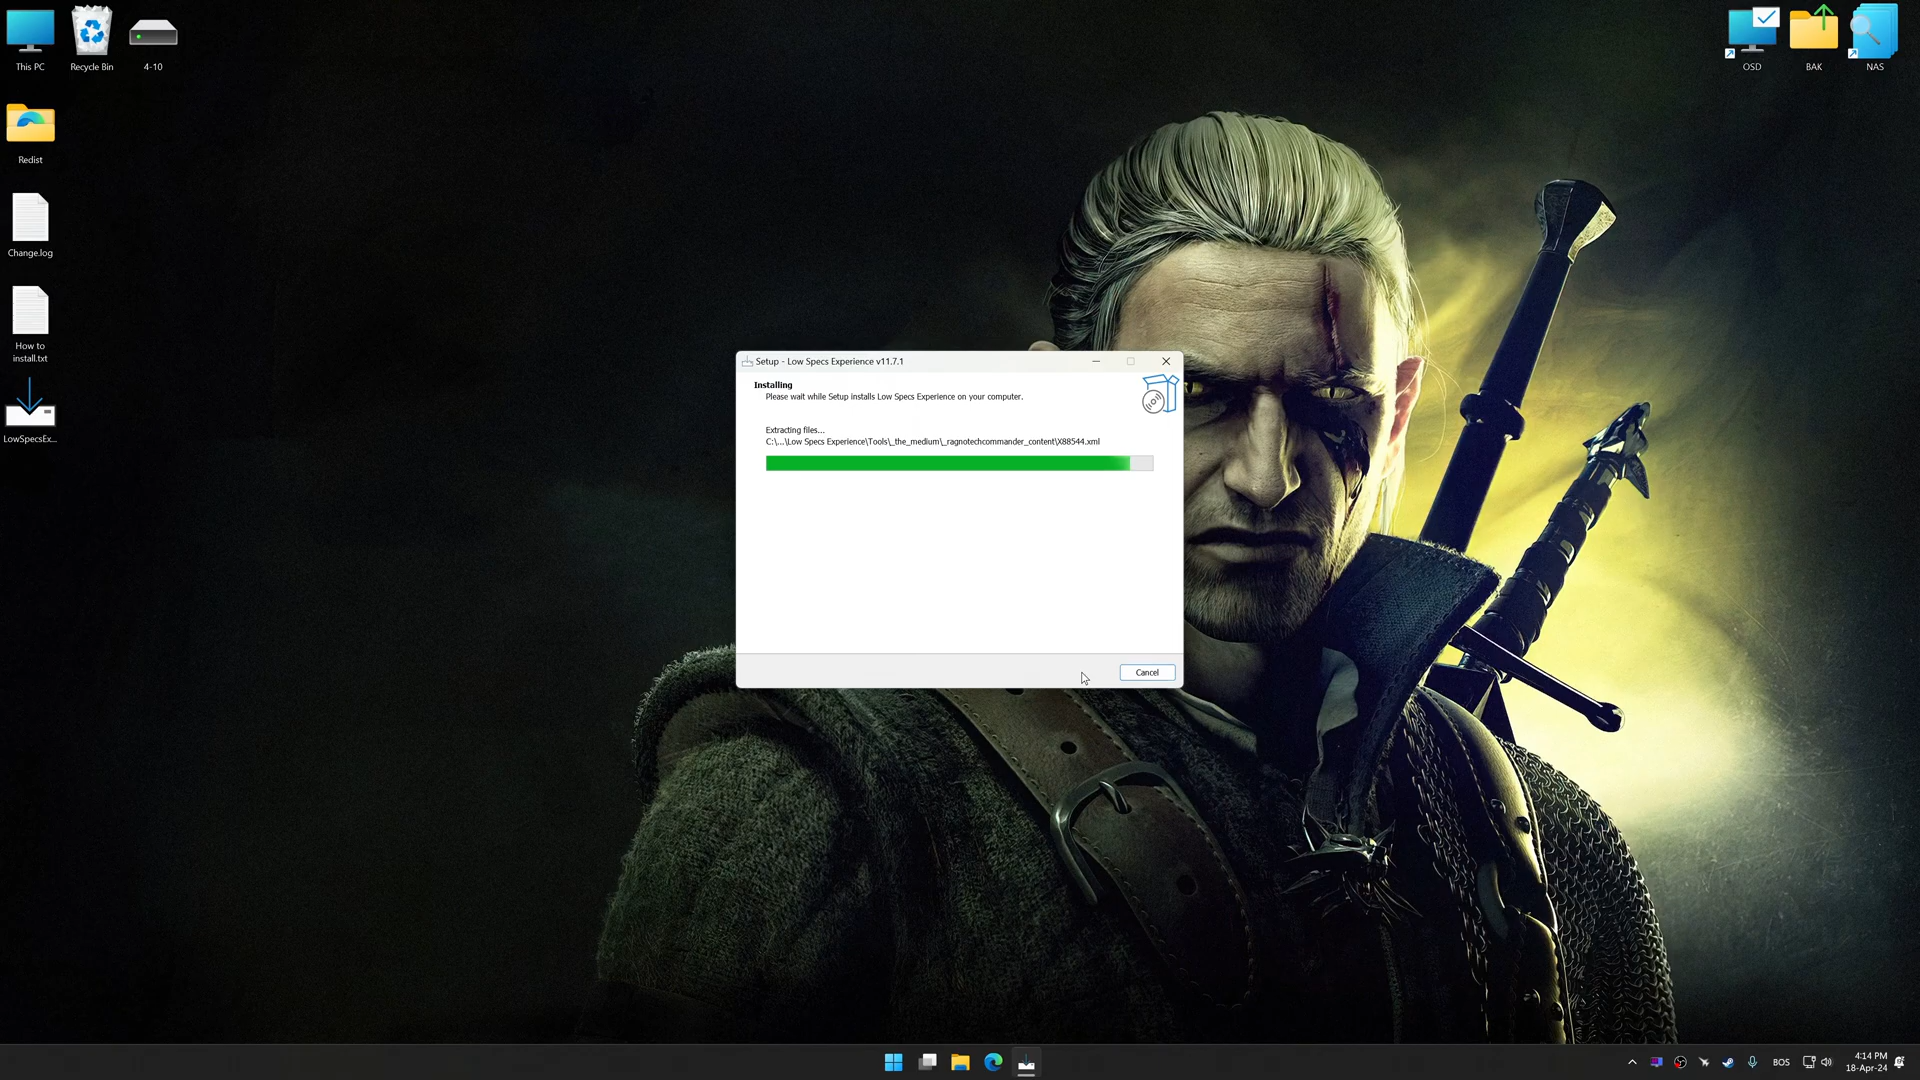 This PC
Recycle Bin
4-10
OSD
BAK
NAS
Redist
Change.log
How to
install.txt
LowSpecsEx...
Setup - Low Specs Experience v11.7.1
Installing
Please wait while Setup installs Low Specs Experience on your computer.
Extracting files...
C:\...\Low Specs Experience\Tools\_the_medium\_ragnotechcommander_content\X88544.xml
Cancel
BOS
4:14 PM
18-Apr-24